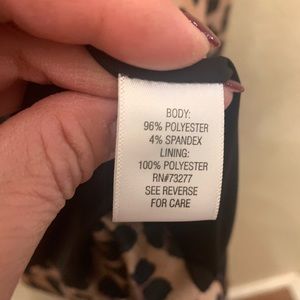 BODY:
96% POLYESTER
4% SPANDEX
LINING:
100% POLYESTER
RN#73277
SEE REVERSE
FOR CARE